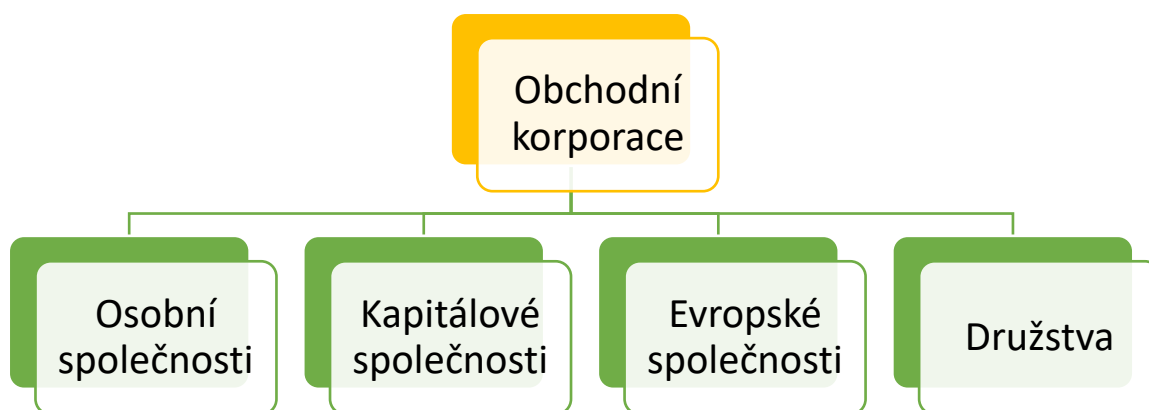 Obchodní
korporace
Osobní
společnosti
Kapitálové
společnosti
Evropské
společnosti
Družstva